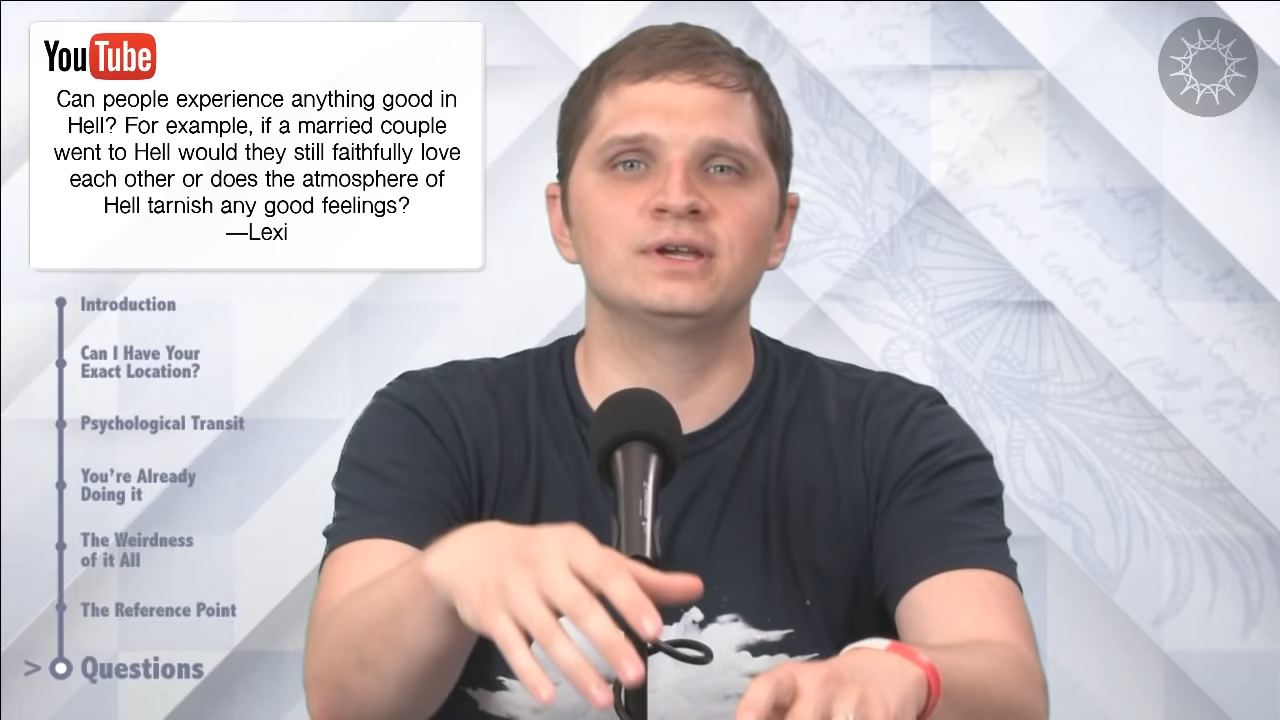 YouTube
Can people experience anything good in
Hell? For example, if a married couple
went to Hell would they still faithfully love
each other or does the atmosphere of
Hell tarnish any good feelings?
—Lexi
Introduction
Can I Have Your
Exact Location?
Psychological Transit
You're Already
Doing it
The Weirdness
of it All
The Reference Point
> Questions